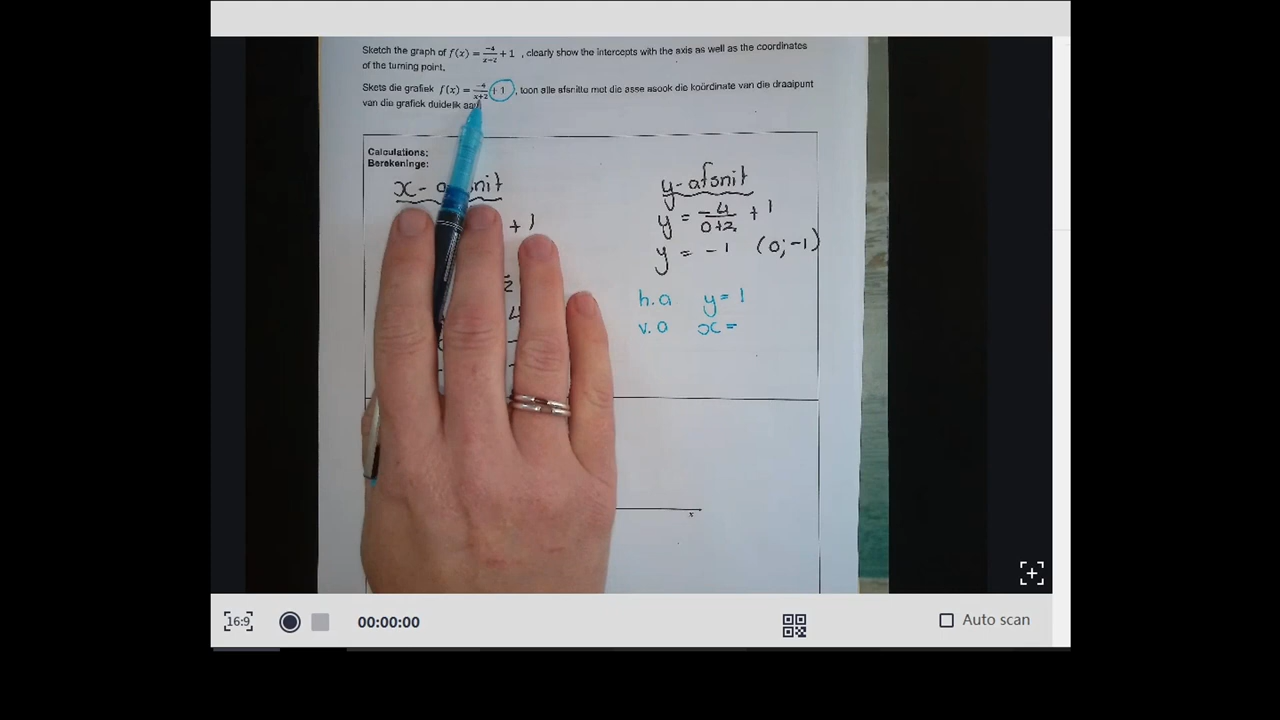 Sketch the graph of f(x) = -4/x-2 + 1 , clearly show the intercepts with the axis as well as the coordinates
of the turning point.
Skets die grafiek f(x) = -4/x+2 + 1 , toon alle afsnitte met die asse asook die koördinate van die draaipunt
van die grafiek duidelik aan
Calculations:
Berekeninge:
x-afsnit
+ 1
y-afsnit
y = -4/0+2 + 1
y = -1 (0;-1)
h.a y = 1
v.a x =
x
16:9
00:00:00
Auto scan